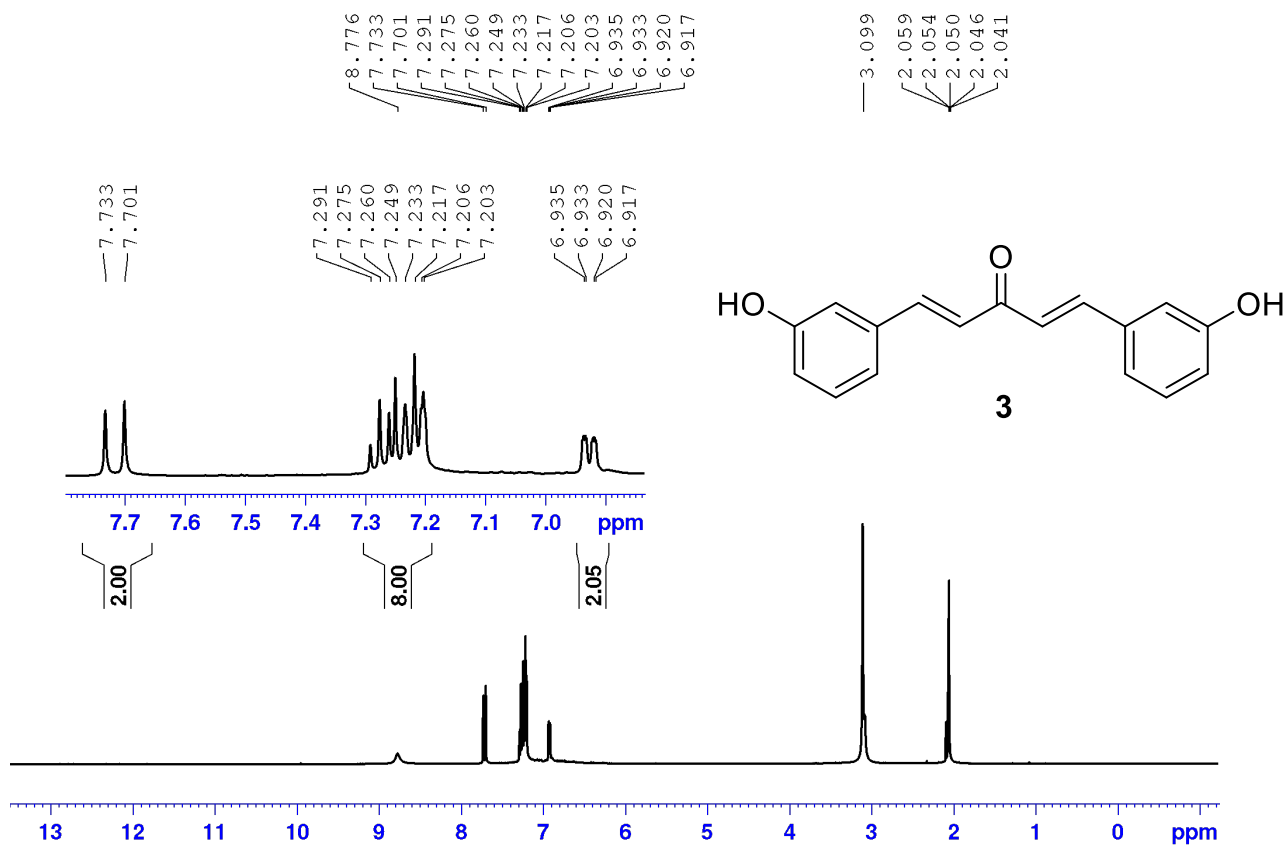 8.776 7.733 7.701 7.291 7.275 7.260 7.249 7.233 7.217 7.206 7.203 6.935 6.933 6.920 6.917 3.099 2.059 2.054 2.050 2.046 2.041
7.733 7.701 7.291 7.275 7.260 7.249 7.233 7.217 7.206 7.203 6.935 6.933 6.920 6.917
O
HO OH
3
7.7 7.6 7.5 7.4 7.3 7.2 7.1 7.0 ppm
2.00 8.00 2.05
13 12 11 10 9 8 7 6 5 4 3 2 1 0 ppm